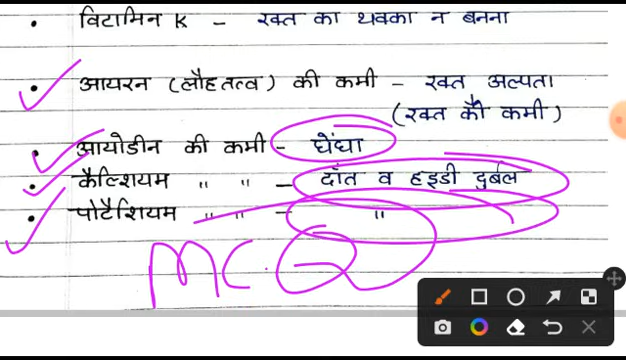 • विटामिन K - रक्त का थक्का न बनना
• आयरन (लौहतत्व) की कमी - रक्त अल्पता
(रक्त की कमी)
• आयोडीन की कमी - घेंघा
• कैल्शियम " " - दाँत व हड्डी दुर्बल
• पोटैशियम " " - "
MCQ